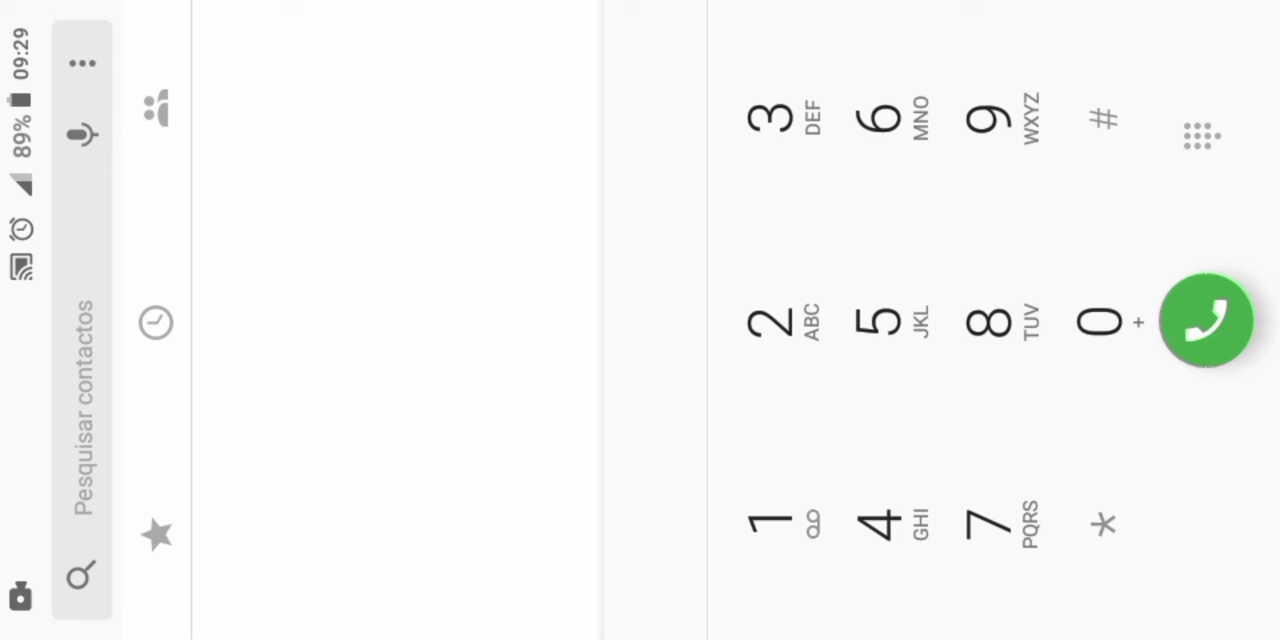 89% 09:29
Pesquisar contactos
1 2 ABC 3 DEF
4 GHI 5 JKL 6 MNO
7 PQRS 8 TUV 9 WXYZ
* 0 + #